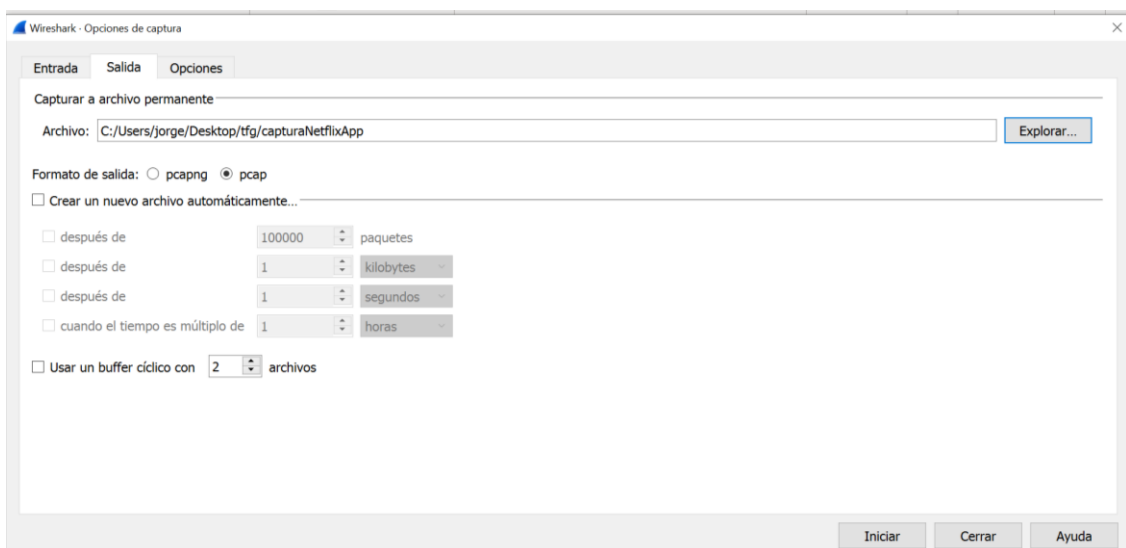 Wireshark · Opciones de captura
Entrada Salida Opciones
Capturar a archivo permanente
Archivo: C:/Users/jorge/Desktop/tfg/capturaNetflixApp Explorar...
Formato de salida: pcapng pcap
Crear un nuevo archivo automáticamente...
después de 100000 paquetes
después de 1 kilobytes
después de 1 segundos
cuando el tiempo es múltiplo de 1 horas
Usar un buffer cíclico con 2 archivos
Iniciar Cerrar Ayuda